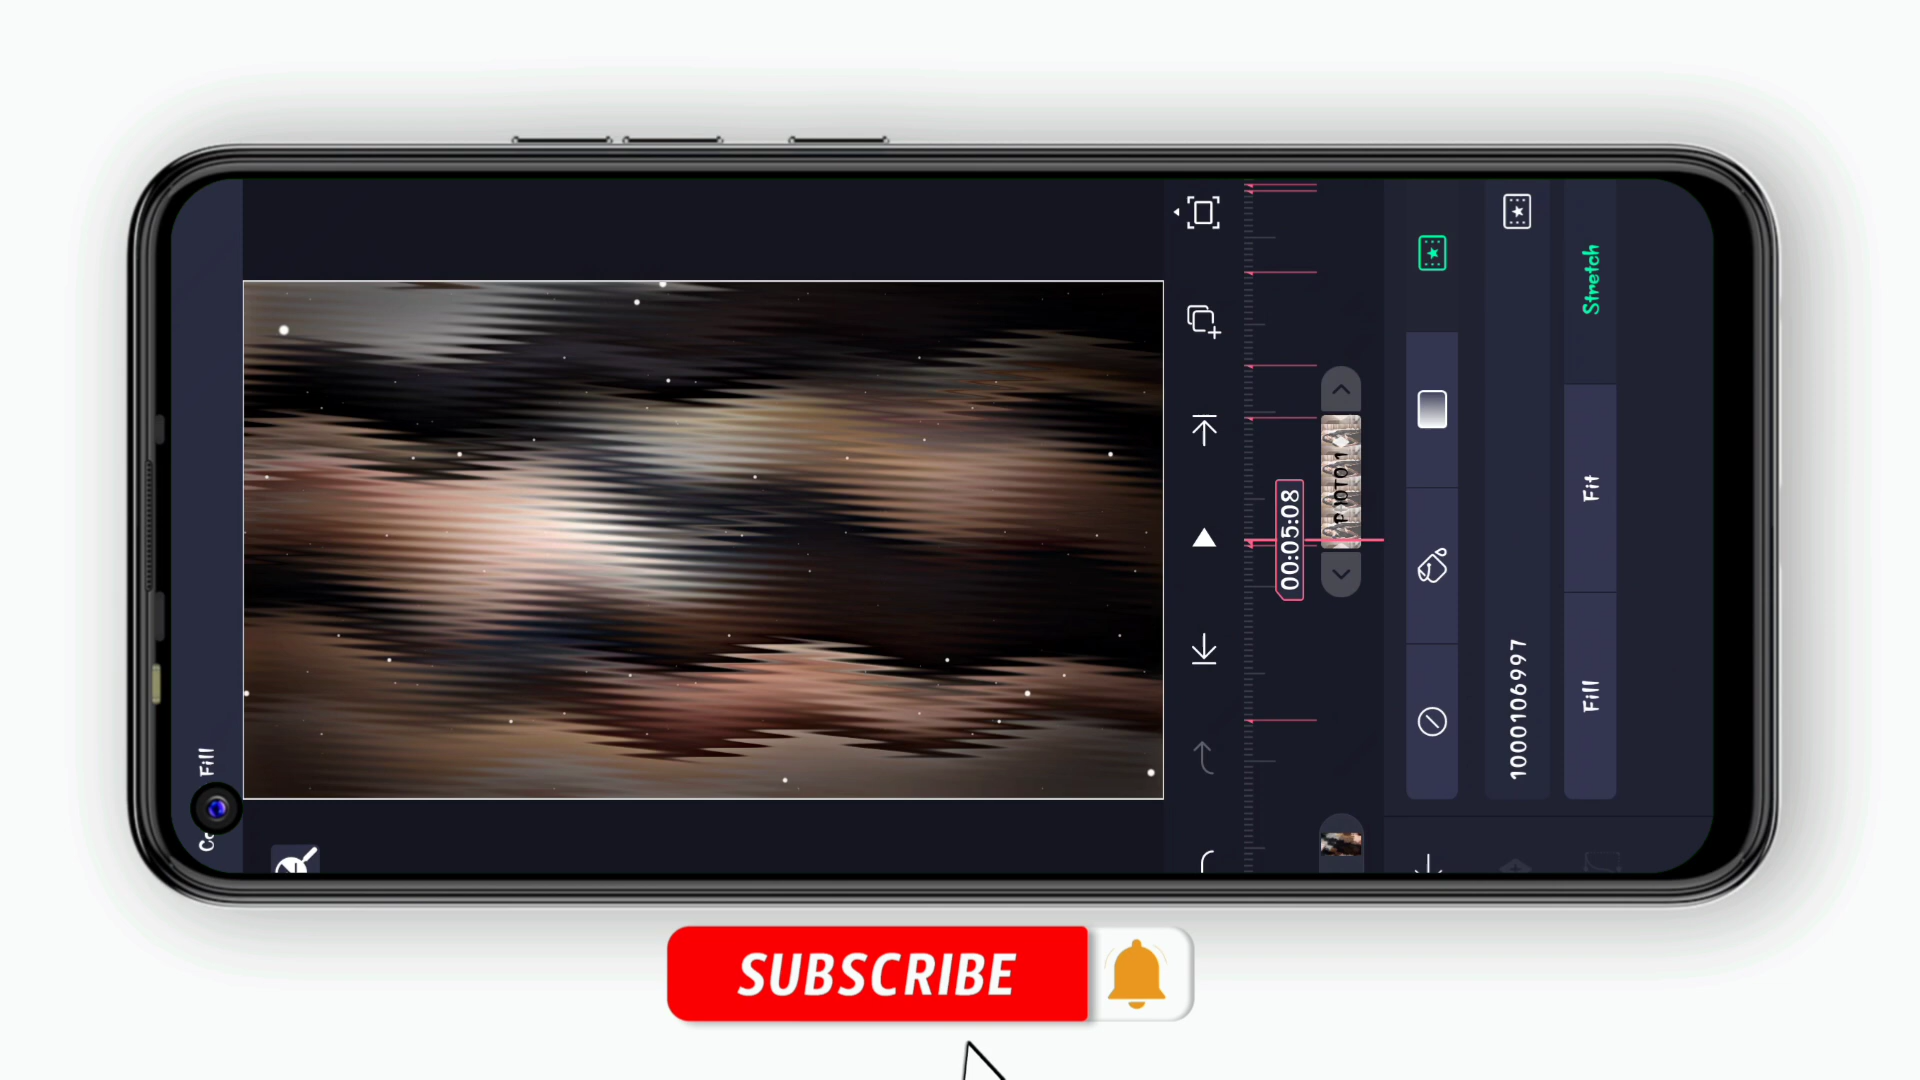 Fill
00:05:08
PHOTO 1
1000106997
Fill
Fit
Stretch
SUBSCRIBE